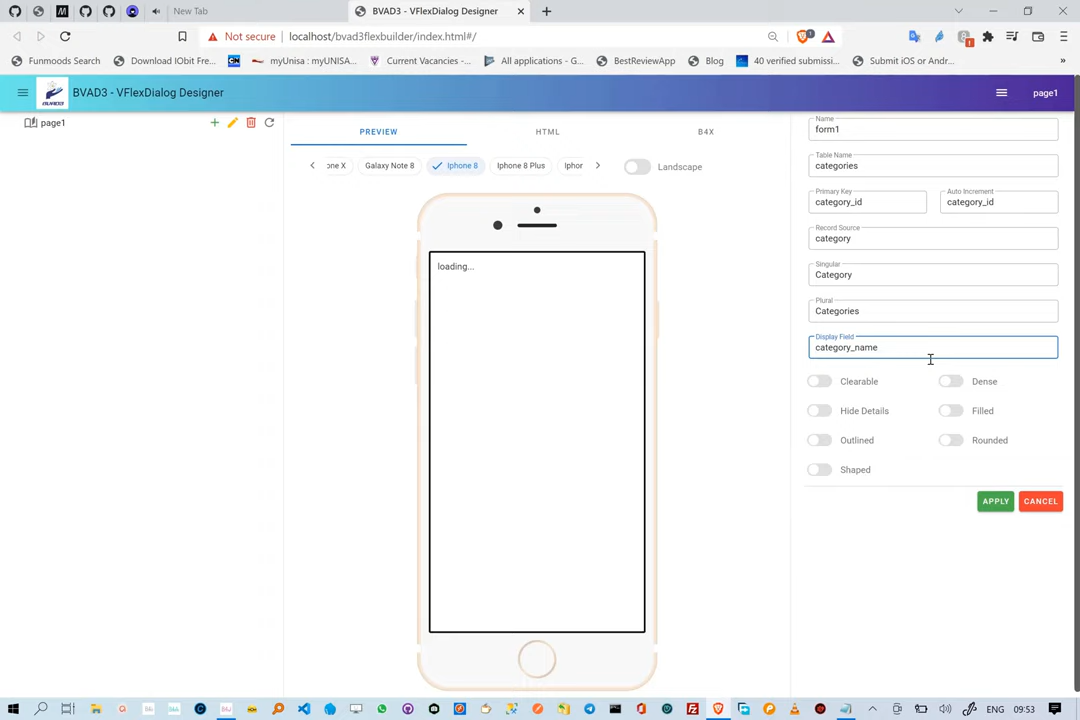 New Tab
BVAD3 - VFlexDialog Designer
Not secure
localhost/bvad3flexbuilder/index.html#/
Funmoods Search
Download IObit Fre...
myUnisa : myUNISA...
Current Vacancies -...
All applications - G...
BestReviewApp
Blog
40 verified submissi...
Submit iOS or Andr...
»
BVAD3
BVAD3 - VFlexDialog Designer
page1
page1
PREVIEW
HTML
B4X
one X
Galaxy Note 8
Iphone 8
Iphone 8 Plus
Iphor
Landscape
loading...
Name
form1
Table Name
categories
Primary Key
category_id
Auto Increment
category_id
Record Source
category
Singular
Category
Plural
Categories
Display Field
category_name
Clearable
Dense
Hide Details
Filled
Outlined
Rounded
Shaped
APPLY
CANCEL
ENG
09:53